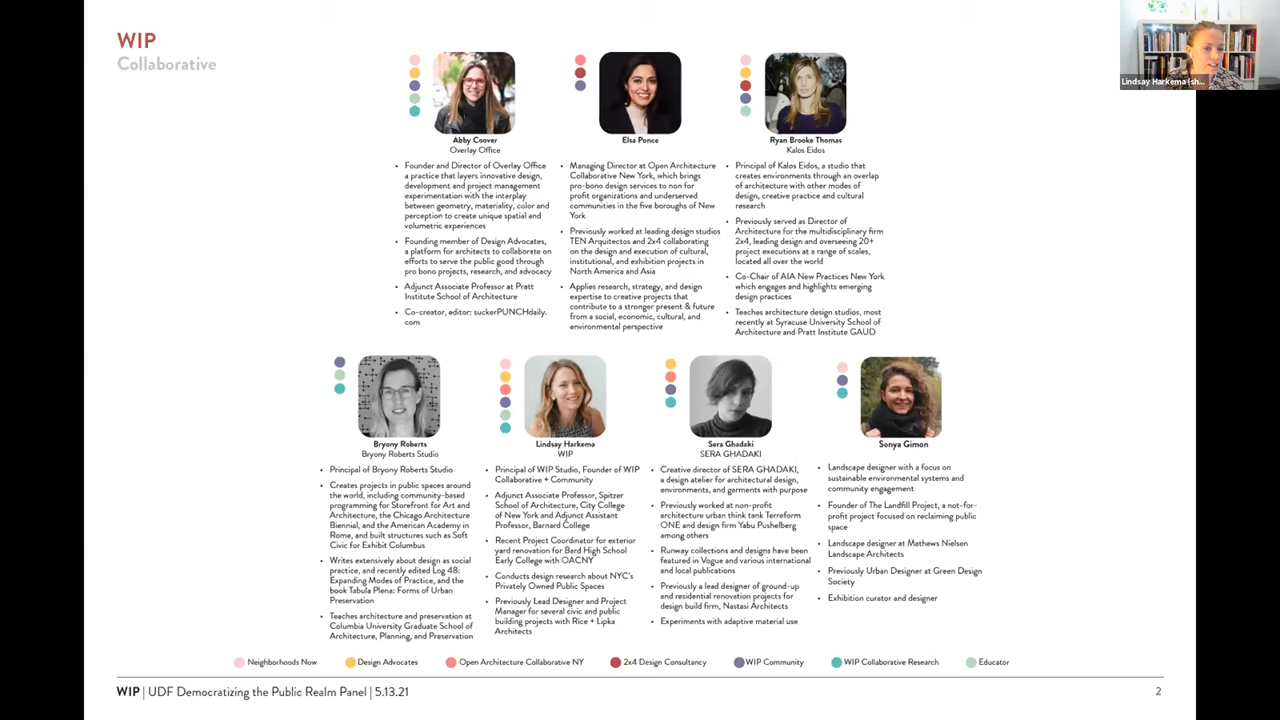 WIP
Collaborative
Lindsay Harkema (sh...
Abby Coover
Overlay Office
Founder and Director of Overlay Office
a practice that layers innovative design,
development and project management
experimentation with the interplay
between geometry, materiality, color and
perception to create unique spatial and
volumetric experiences
Founding member of Design Advocates,
a platform for architects to collaborate on
efforts to serve the public good through
pro bono projects, research, and advocacy
Adjunct Associate Professor at Pratt
Institute School of Architecture
Co-creator, editor: suckerPUNCHdaily.
com
Elsa Ponce
Managing Director at Open Architecture
Collaborative New York, which brings
pro-bono design services to non for
profit organizations and underserved
communities in the five boroughs of New
York
Previously worked at leading design studios
TEN Arquitectos and 2x4 collaborating
on the design and execution of cultural,
institutional, and exhibition projects in
North America and Asia
Applies research, strategy, and design
expertise to creative projects that
contribute to a stronger present & future
from a social, economic, cultural, and
environmental perspective
Ryan Brooke Thomas
Kalos Eidos
Principal of Kalos Eidos, a studio that
creates environments through an overlap
of architecture with other modes of
design, creative practice and cultural
research
Previously served as Director of
Architecture for the multidisciplinary firm
2x4, leading design and overseeing 20+
project executions at a range of scales,
located all over the world
Co-Chair of AIA New Practices New York
which engages and highlights emerging
design practices
Teaches architecture design studios, most
recently at Syracuse University School of
Architecture and Pratt Institute GAUD
Bryony Roberts
Bryony Roberts Studio
Principal of Bryony Roberts Studio
Creates projects in public spaces around
the world, including community-based
programming for Storefront for Art and
Architecture, the Chicago Architecture
Biennial, and the American Academy in
Rome, and built structures such as Soft
Civic for Exhibit Columbus
Writes extensively about design as social
practice, and recently edited Log 48:
Expanding Modes of Practice, and the
book Tabula Plena: Forms of Urban
Preservation
Teaches architecture and preservation at
Columbia University Graduate School of
Architecture, Planning, and Preservation
Lindsay Harkema
WIP
Principal of WIP Studio, Founder of WIP
Collaborative + Community
Adjunct Associate Professor, Spitzer
School of Architecture, City College
of New York and Adjunct Assistant
Professor, Barnard College
Recent Project Coordinator for exterior
yard renovation for Bard High School
Early College with OACNY
Conducts design research about NYC's
Privately Owned Public Spaces
Previously Lead Designer and Project
Manager for several civic and public
building projects with Rice + Lipka
Architects
Sera Ghadaki
SERA GHADAKI
Creative director of SERA GHADAKI,
a design atelier for architectural design,
environments, and garments with purpose
Previously worked at non-profit
architecture urban think tank Terreform
ONE and design firm Yabu Pushelberg
among others
Runway collections and designs have been
featured in Vogue and various international
and local publications
Previously a lead designer of ground-up
and residential renovation projects for
design build firm, Nastasi Architects
Experiments with adaptive material use
Sonya Gimon
Landscape designer with a focus on
sustainable environmental systems and
community engagement
Founder of The Landfill Project, a not-for-
profit project focused on reclaiming public
space
Landscape designer at Mathews Nielsen
Landscape Architects
Previously Urban Designer at Green Design
Society
Exhibition curator and designer
Neighborhoods Now
Design Advocates
Open Architecture Collaborative NY
2x4 Design Consultancy
WIP Community
WIP Collaborative Research
Educator
WIP | UDF Democratizing the Public Realm Panel | 5.13.21
2